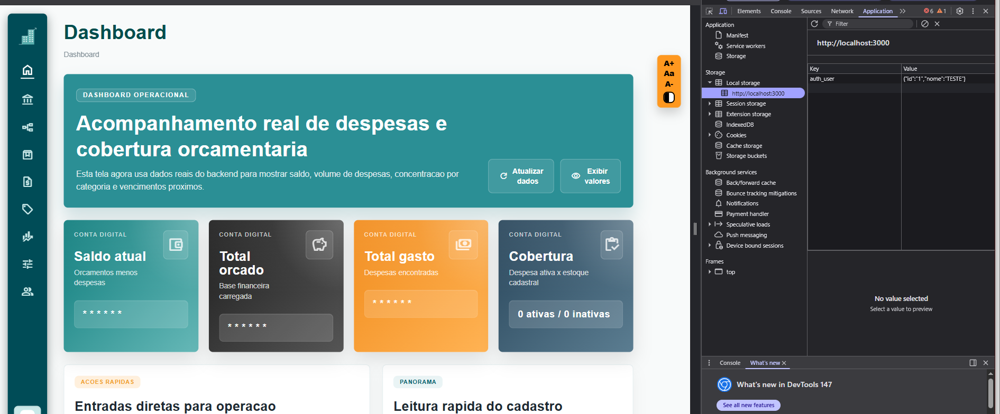 Dashboard
Dashboard
A+
Aa
A-
DASHBOARD OPERACIONAL
Acompanhamento real de despesas e
cobertura orcamentaria
Esta tela agora usa dados reais do backend para mostrar saldo, volume de despesas, concentracao por
categoria e vencimentos proximos.
Atualizar
dados
Exibir
valores
CONTA DIGITAL
Saldo atual
Orcamentos menos
despesas
* * * * * *
CONTA DIGITAL
Total
orcado
Base financeira
carregada
* * * * * *
CONTA DIGITAL
Total gasto
Despesas encontradas
* * * * * *
CONTA DIGITAL
Cobertura
Despesa ativa x estoque
cadastral
0 ativas / 0 inativas
ACOES RAPIDAS
Entradas diretas para operacao
PANORAMA
Leitura rapida do cadastro
Elements
Console
Sources
Network
Application
6
1
Application
Manifest
Service workers
Storage
Storage
Local storage
http://localhost:3000
Session storage
Extension storage
IndexedDB
Cookies
Cache storage
Storage buckets
Background services
Back/forward cache
Bounce tracking mitigations
Notifications
Payment handler
Speculative loads
Push messaging
Device bound sessions
Frames
top
Filter
http://localhost:3000
Key
Value
auth_user
{"id":"1","nome":"TESTE"}
No value selected
Select a value to preview
Console
What's new
What's new in DevTools 147
See all new features